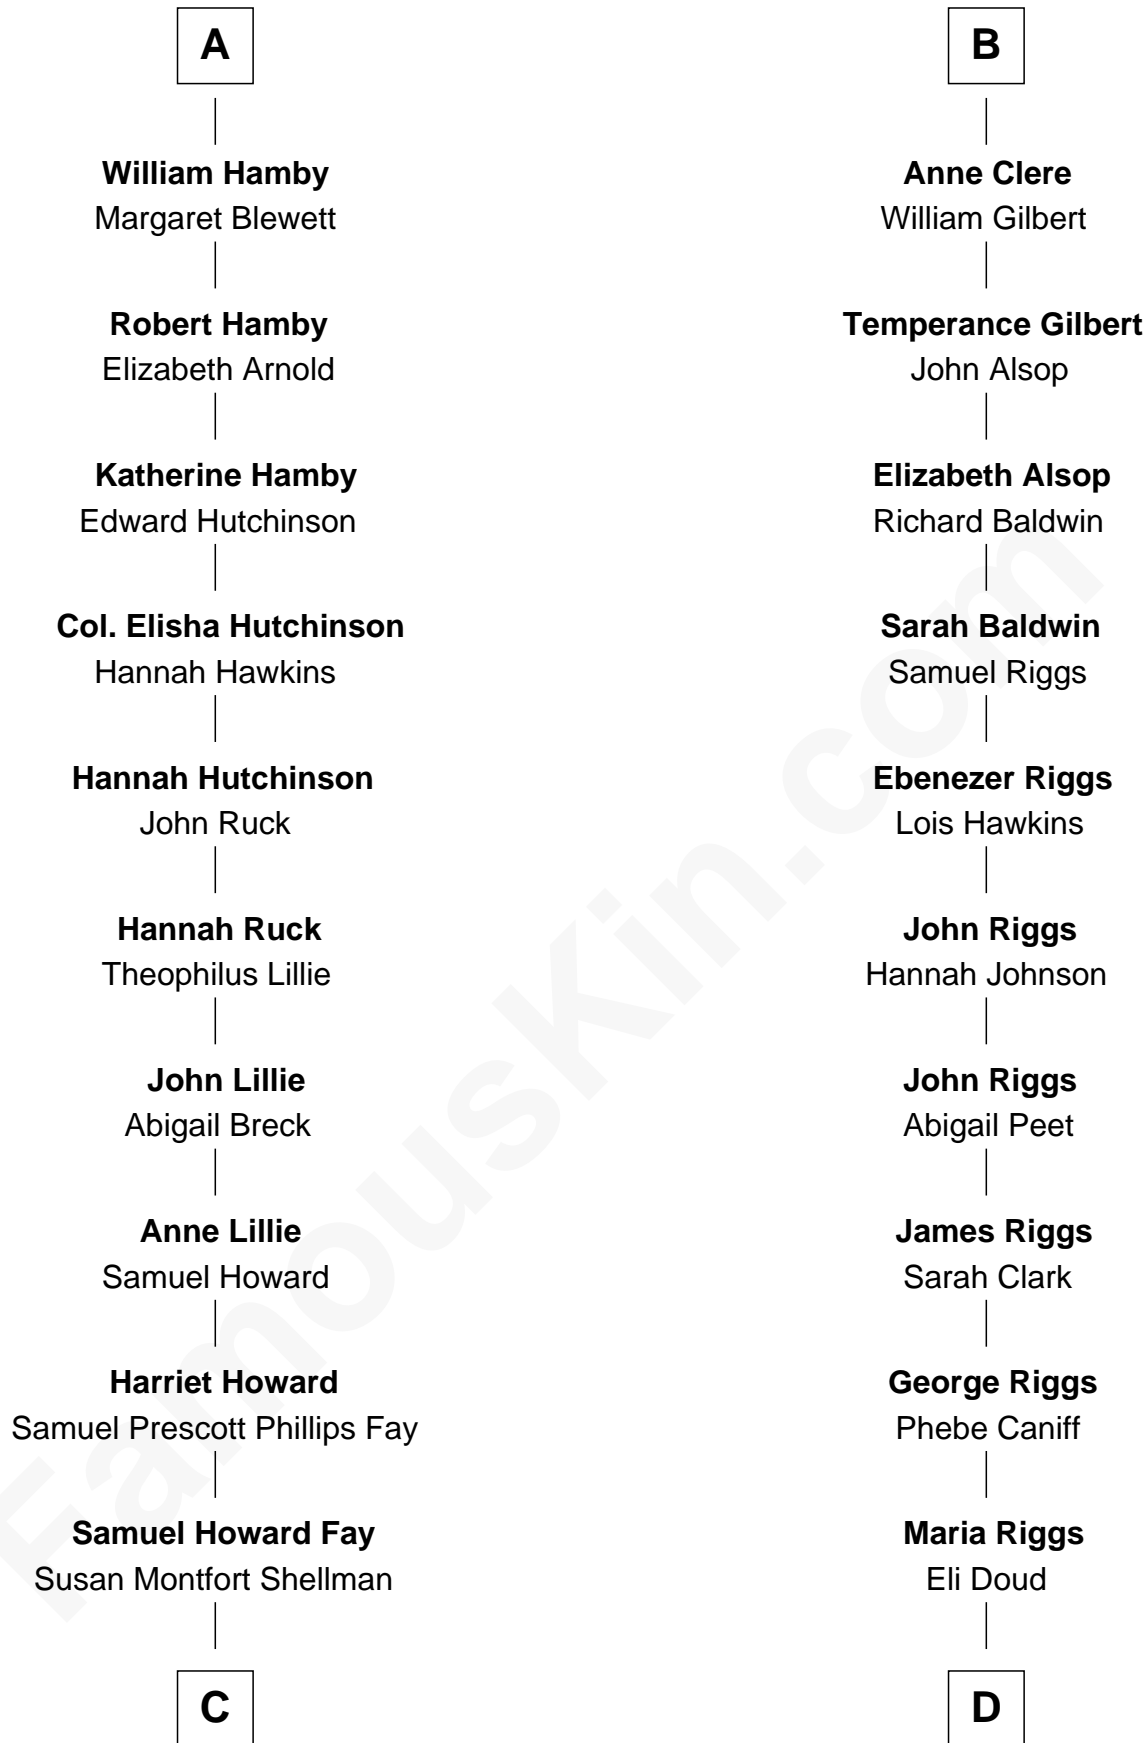 A
William Hamby
Margaret Blewett
Robert Hamby
Elizabeth Arnold
Katherine Hamby
Edward Hutchinson
Col. Elisha Hutchinson
Hannah Hawkins
Hannah Hutchinson
John Ruck
Hannah Ruck
Theophilus Lillie
John Lillie
Abigail Breck
Anne Lillie
Samuel Howard
Harriet Howard
Samuel Prescott Phillips Fay
Samuel Howard Fay
Susan Montfort Shellman
C
B
Anne Clere
William Gilbert
Temperance Gilbert
John Alsop
Elizabeth Alsop
Richard Baldwin
Sarah Baldwin
Samuel Riggs
Ebenezer Riggs
Lois Hawkins
John Riggs
Hannah Johnson
John Riggs
Abigail Peet
James Riggs
Sarah Clark
George Riggs
Phebe Caniff
Maria Riggs
Eli Doud
D
FamousKin.com